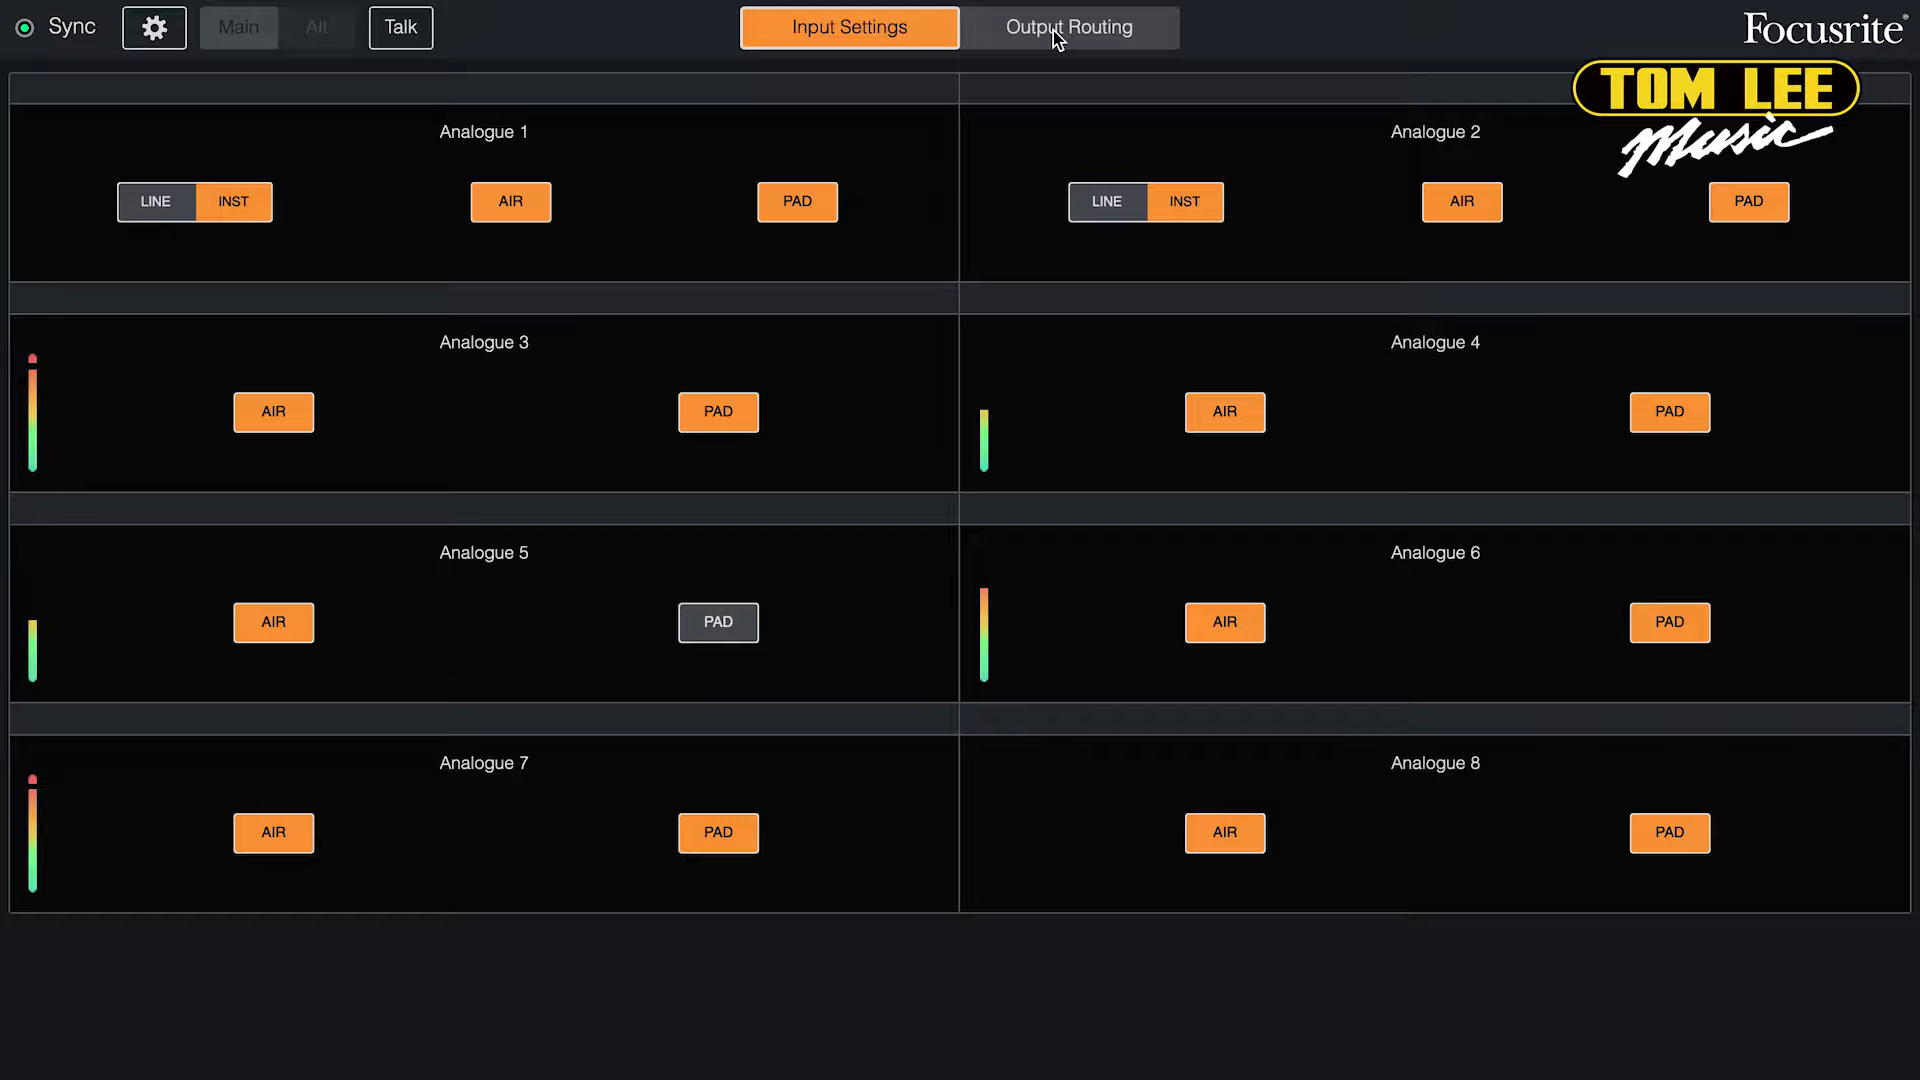 Sync Main Alt Talk Input Settings Output Routing Focusrite®
TOM LEE
Music
Analogue 1 Analogue 2
LINE INST AIR PAD LINE INST AIR PAD
Analogue 3 Analogue 4
AIR PAD AIR PAD
Analogue 5 Analogue 6
AIR PAD AIR PAD
Analogue 7 Analogue 8
AIR PAD AIR PAD